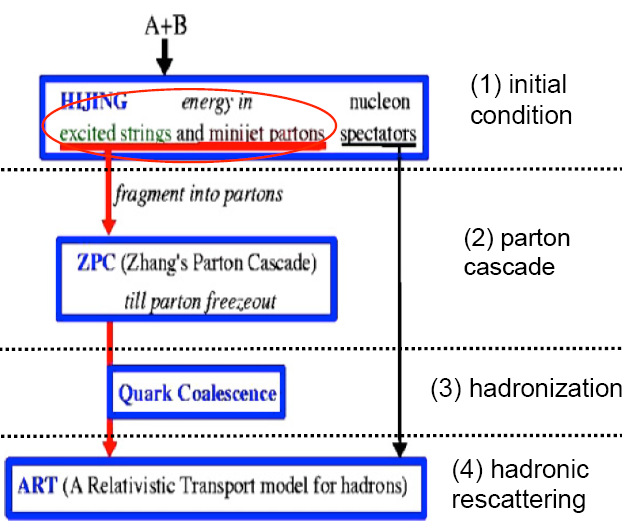 A+B
HIJING energy in nucleon
excited strings and minijet partons spectators
(1) initial
condition
fragment into partons
ZPC (Zhang's Parton Cascade)
till parton freezeout
(2) parton
cascade
Quark Coalescence
(3) hadronization
ART (A Relativistic Transport model for hadrons)
(4) hadronic
rescattering